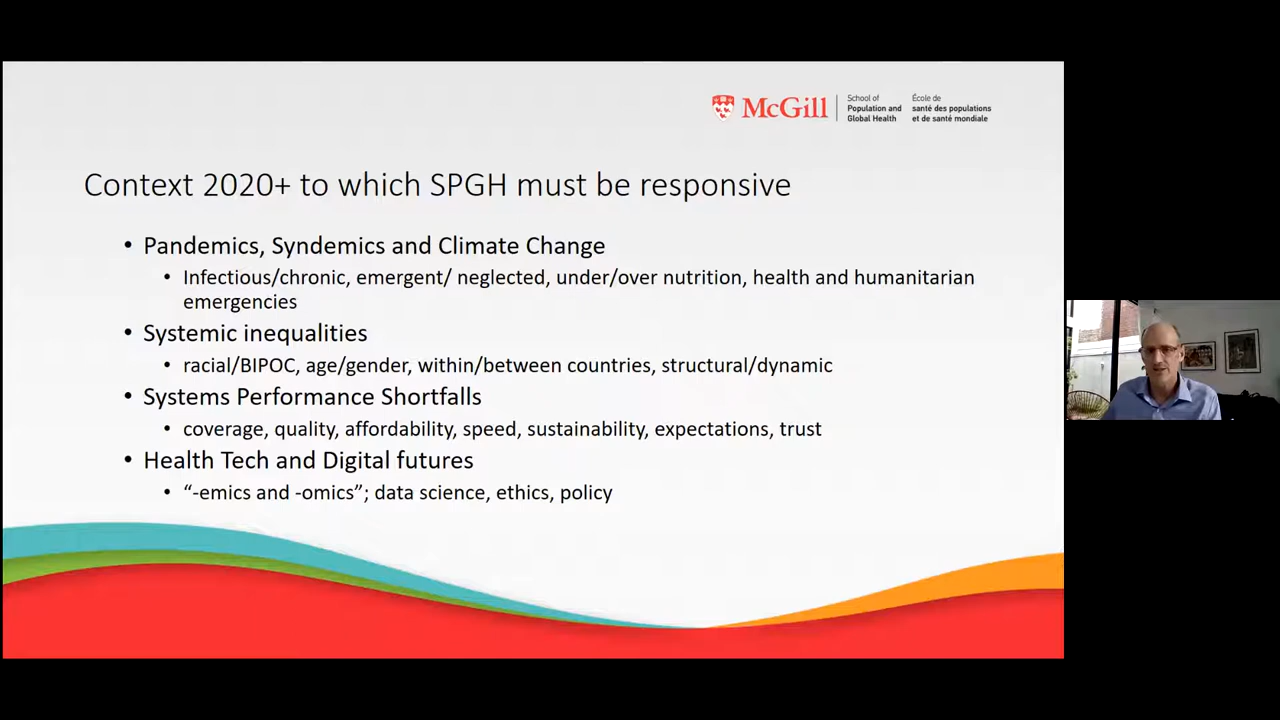 McGill
School of
Population and
Global Health
École de
santé des populations
et de santé mondiale
Context 2020+ to which SPGH must be responsive
• Pandemics, Syndemics and Climate Change
• Infectious/chronic, emergent/ neglected, under/over nutrition, health and humanitarian
emergencies
• Systemic inequalities
• racial/BIPOC, age/gender, within/between countries, structural/dynamic
• Systems Performance Shortfalls
• coverage, quality, affordability, speed, sustainability, expectations, trust
• Health Tech and Digital futures
• “-emics and -omics”; data science, ethics, policy